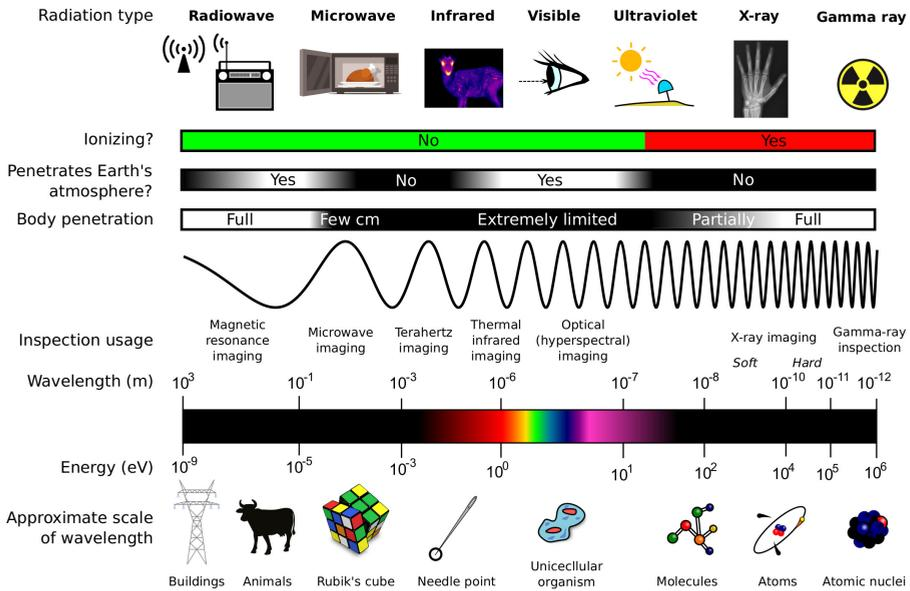 Radiation type Radiowave Microwave Infrared Visible Ultraviolet X-ray Gamma ray
Ionizing? No Yes
Penetrates Earth's
atmosphere? Yes No Yes No
Body penetration Full Few cm Extremely limited Partially Full
Inspection usage
Magnetic
resonance
imaging
Microwave
imaging
Terahertz
imaging
Thermal
infrared
imaging
Optical
(hyperspectral)
imaging
X-ray imaging
Soft Hard
Gamma-ray
inspection
Wavelength (m) 10³ 10⁻¹ 10⁻³ 10⁻⁶ 10⁻⁷ 10⁻⁸ 10⁻¹⁰ 10⁻¹¹ 10⁻¹²
Energy (eV) 10⁻⁹ 10⁻⁵ 10⁻³ 10⁰ 10¹ 10² 10⁴ 10⁵ 10⁶
Approximate scale
of wavelength
Buildings Animals Rubik's cube Needle point
Unicecllular
organism
Molecules Atoms Atomic nuclei